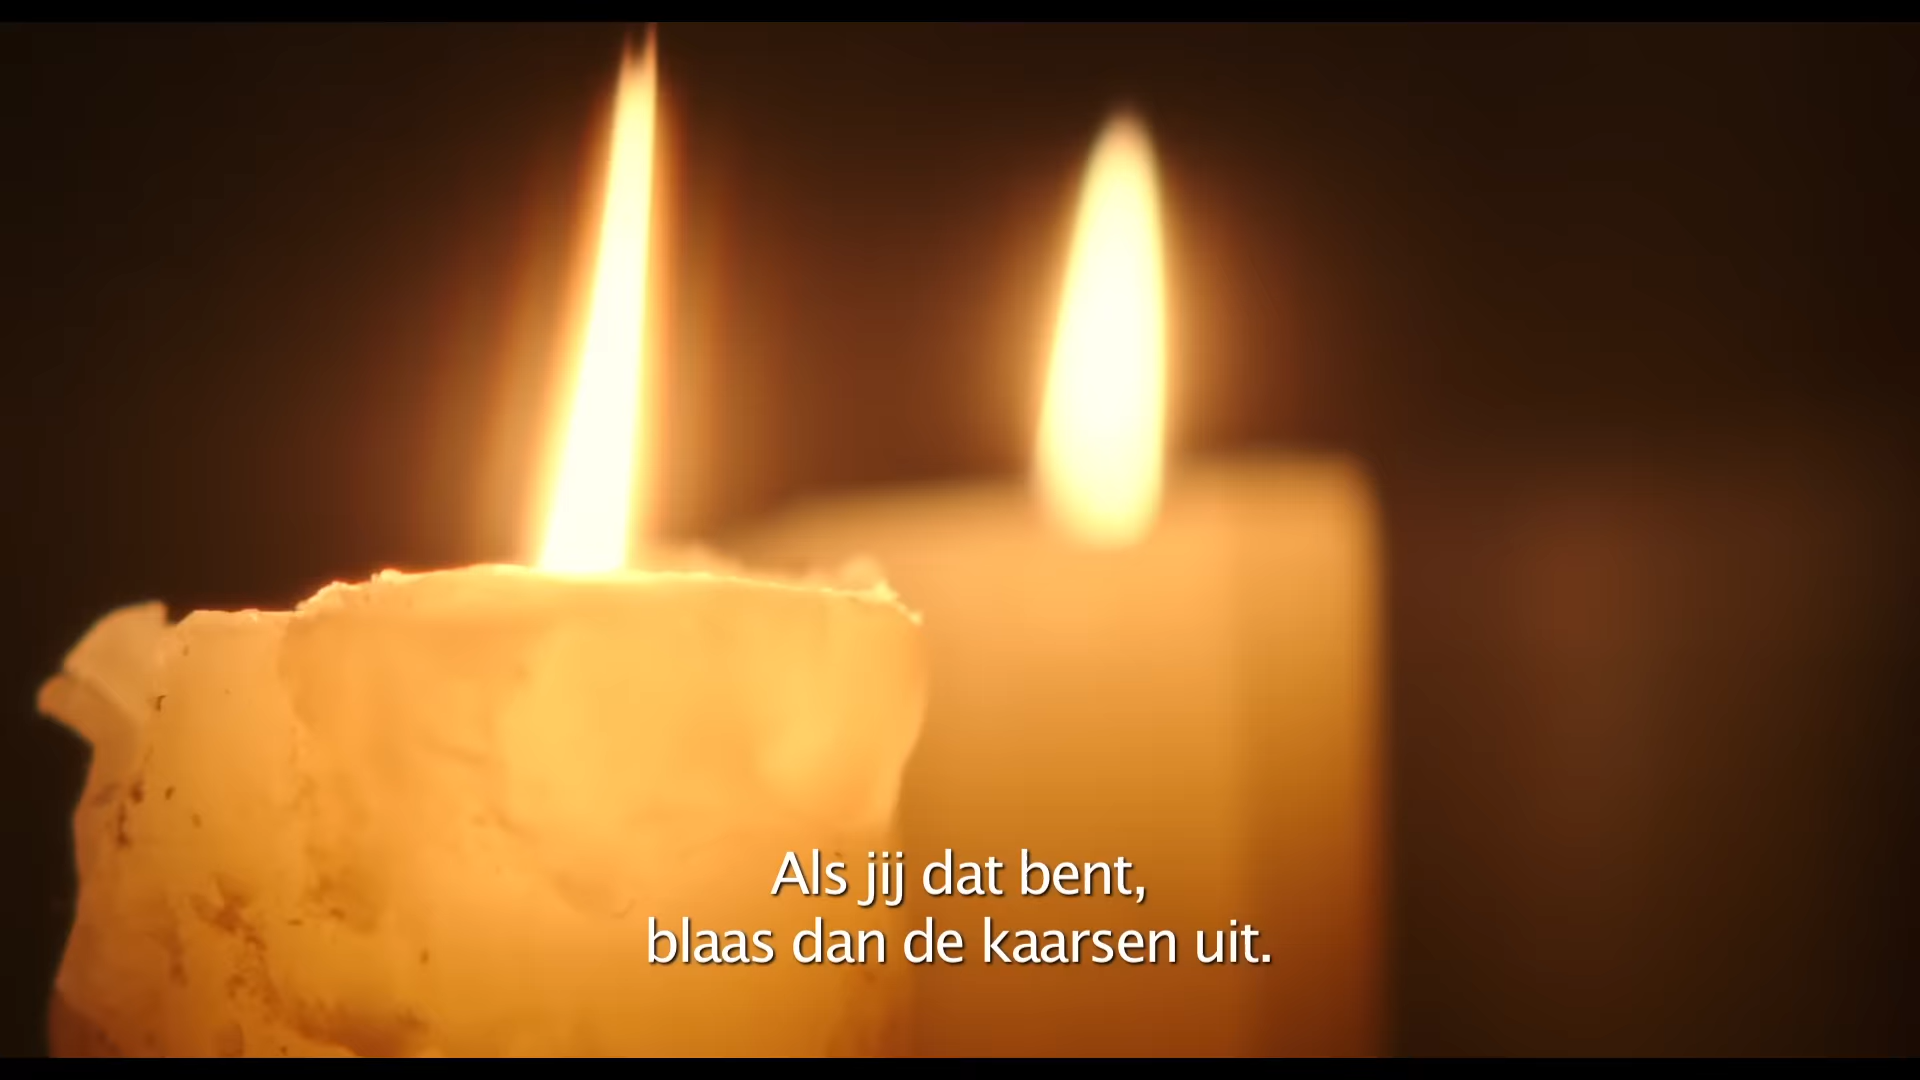 Als jij dat bent,
blaas dan de kaarsen uit.